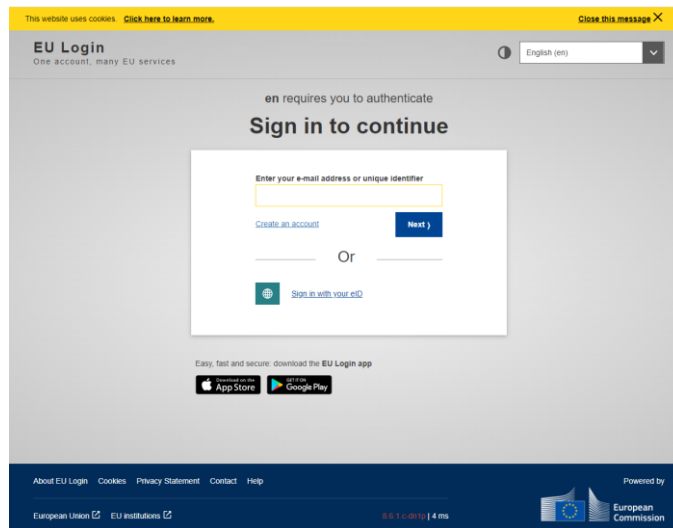 This website uses cookies. Click here to learn more. Close this message
EU Login
One account, many EU services
English (en)
en requires you to authenticate
Sign in to continue
Enter your e-mail address or unique identifier
Create an account
Next
Or
Sign in with your eID
Easy, fast and secure: download the EU Login app
Download on the App Store
GET IT ON Google Play
About EU Login Cookies Privacy Statement Contact Help Powered by
European Union EU institutions | 4 ms
European
Commission